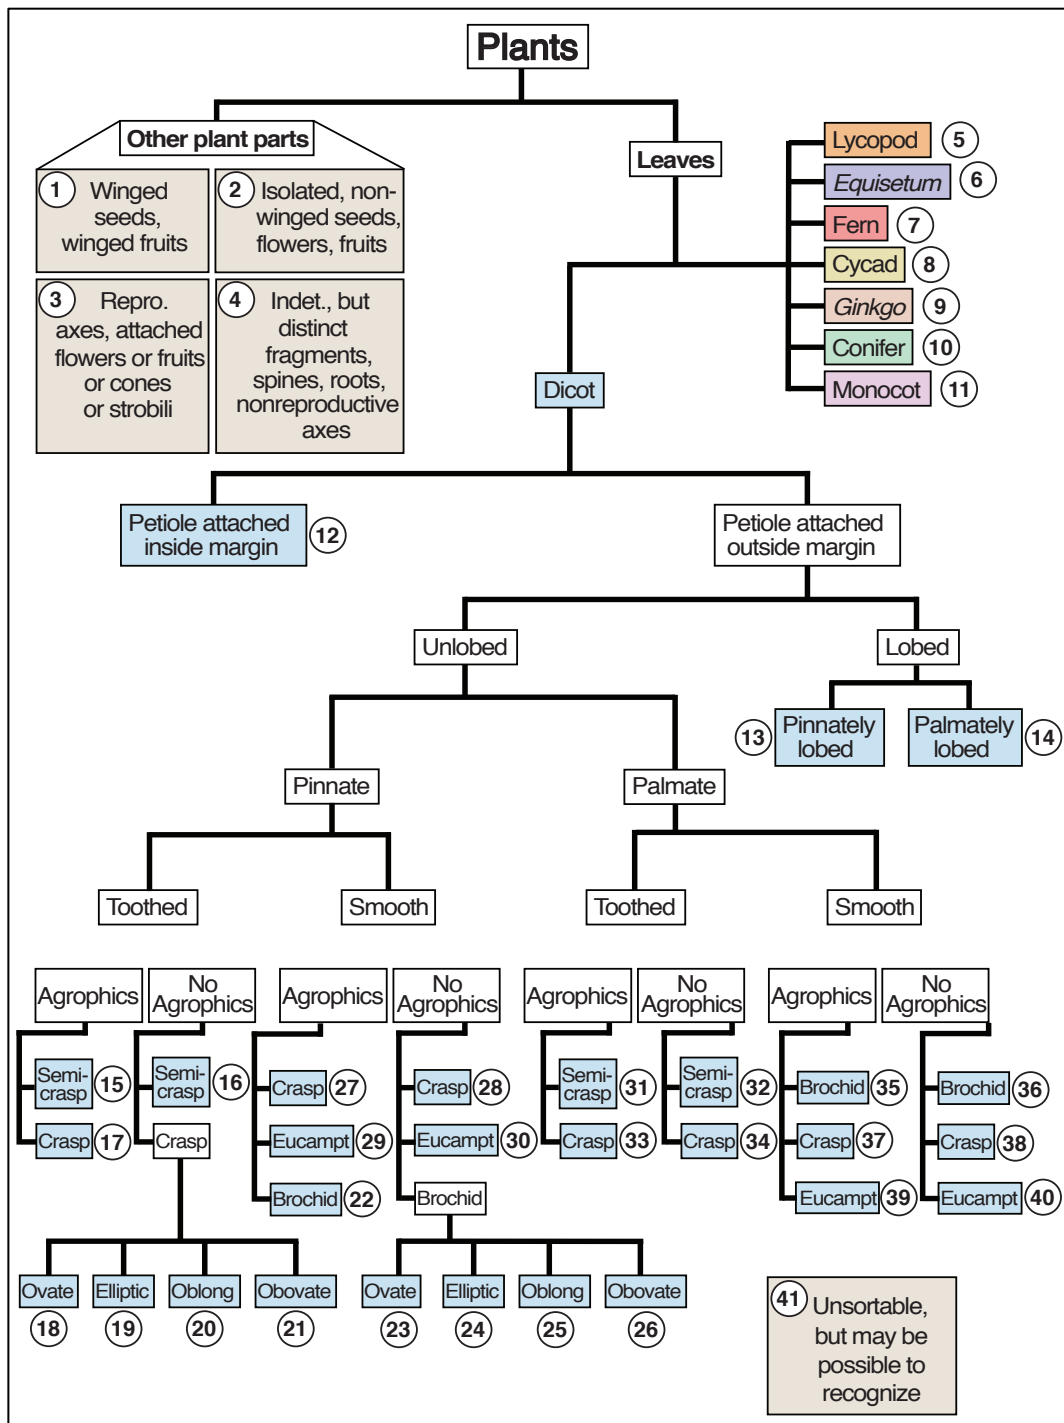 Plants
Other plant parts
Leaves
1
Winged
seeds,
winged fruits
2
Isolated, non-
winged seeds,
flowers, fruits
3
Repro.
axes, attached
flowers or fruits
or cones
or strobili
4
Indet., but
distinct
fragments,
spines, roots,
nonreproductive
axes
Lycopod
5
Equisetum
6
Fern
7
Cycad
8
Ginkgo
9
Conifer
10
Monocot
11
Dicot
Petiole attached
inside margin
12
Petiole attached
outside margin
Unlobed
Lobed
13
Pinnately
lobed
Palmately
lobed
14
Pinnate
Palmate
Toothed
Smooth
Toothed
Smooth
Agrophics
No
Agrophics
Agrophics
No
Agrophics
Agrophics
No
Agrophics
Agrophics
No
Agrophics
Semi-
crasp
15
Crasp
17
Semi-
crasp
16
Crasp
Crasp
27
Eucampt
29
Brochid
22
Crasp
28
Eucampt
30
Brochid
Semi-
crasp
31
Crasp
33
Semi-
crasp
32
Crasp
34
Brochid
35
Crasp
37
Eucampt
39
Brochid
36
Crasp
38
Eucampt
40
Ovate
Elliptic
Oblong
Obovate
18
19
20
21
Ovate
Elliptic
Oblong
Obovate
23
24
25
26
41
Unsortable,
but may be
possible to
recognize